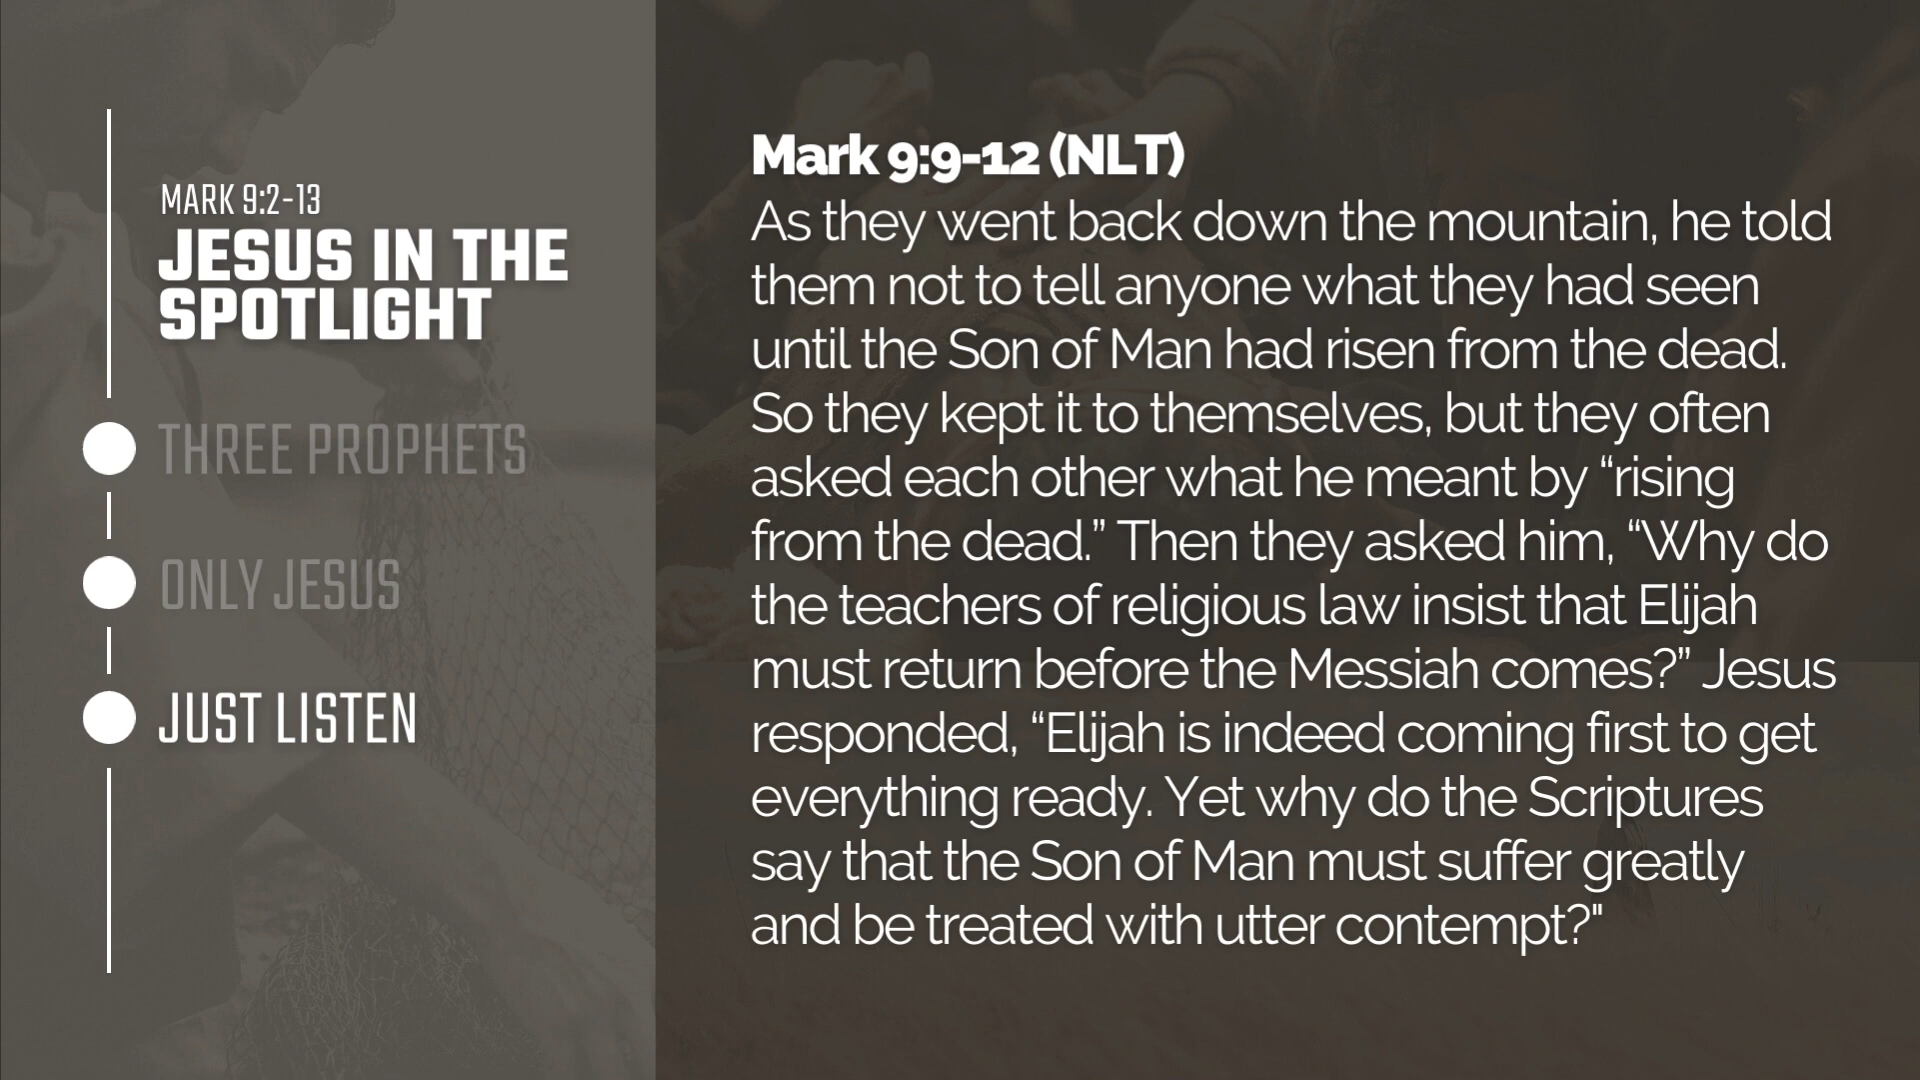 MARK 9:2-13
JESUS IN THE
SPOTLIGHT
THREE PROPHETS
ONLY JESUS
JUST LISTEN
Mark 9:9-12 (NLT)
As they went back down the mountain, he told
them not to tell anyone what they had seen
until the Son of Man had risen from the dead.
So they kept it to themselves, but they often
asked each other what he meant by “rising
from the dead.” Then they asked him, “Why do
the teachers of religious law insist that Elijah
must return before the Messiah comes?” Jesus
responded, “Elijah is indeed coming first to get
everything ready. Yet why do the Scriptures
say that the Son of Man must suffer greatly
and be treated with utter contempt?"